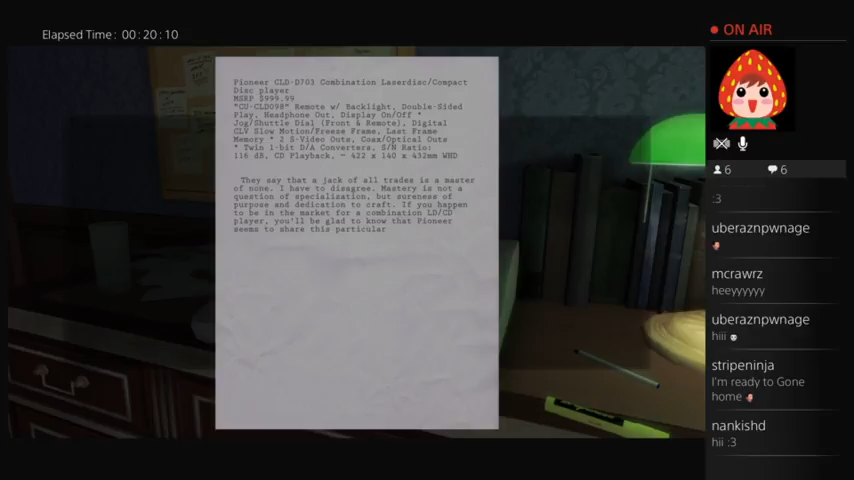 Elapsed Time: 00:20:10
Pioneer CLD-D703 Combination Laserdisc/Compact
Disc player
MSRP $999.99
"CU-CLD098" Remote w/ Backlight, Double-Sided
Play, Headphone Out, Display On/Off *
Jog/Shuttle Dial (Front & Remote), Digital
CLV Slow Motion/Freeze Frame, Last Frame
Memory * 2 S-Video Outs, Coax/Optical Outs
* Twin 1-bit D/A Converters, S/N Ratio:
116 dB, CD Playback. - 422 x 140 x 432mm WHD
They say that a jack of all trades is a master
of none. I have to disagree. Mastery is not a
question of specialization, but sureness of
purpose and dedication to craft. If you happen
to be in the market for a combination LD/CD
player, you'll be glad to know that Pioneer
seems to share this particular
ON AIR
6
6
:3
uberaznpwnage
mcrawrz
heeyyyyyy
uberaznpwnage
hiii
stripeninja
I'm ready to Gone
home
nankishd
hii :3